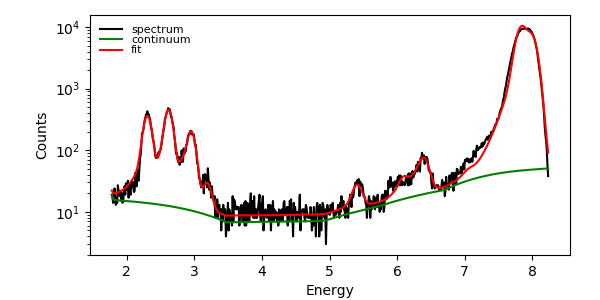 spectrum
continuum
fit
Counts
10⁴
10³
10²
10¹
2 3 4 5 6 7 8
Energy